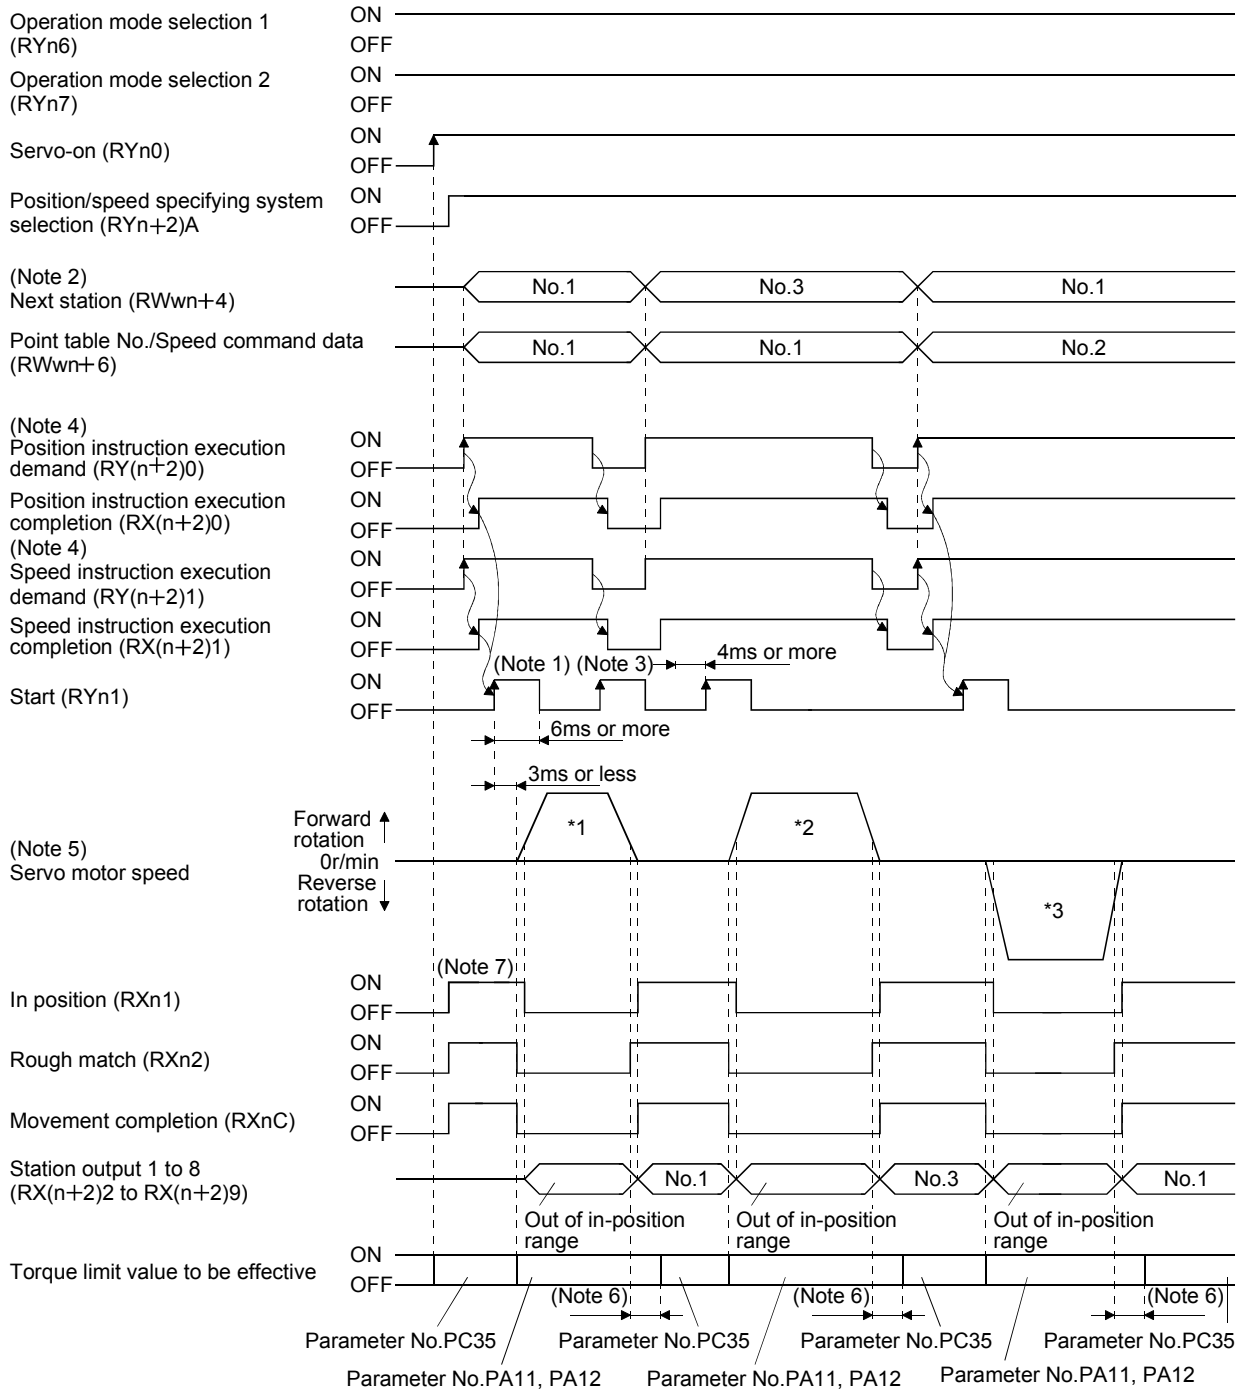 Operation mode selection 1
(RYn6)
ON
OFF
Operation mode selection 2
(RYn7)
ON
OFF
Servo-on (RYn0)
ON
OFF
Position/speed specifying system
selection (RYn+2)A
ON
OFF
(Note 2)
Next station (RWwn+4)
No.1
No.3
No.1
Point table No./Speed command data
(RWwn+6)
No.1
No.1
No.2
(Note 4)
Position instruction execution
demand (RY(n+2)0)
ON
OFF
Position instruction execution
completion (RX(n+2)0)
ON
OFF
(Note 4)
Speed instruction execution
demand (RY(n+2)1)
ON
OFF
Speed instruction execution
completion (RX(n+2)1)
ON
OFF
(Note 1) (Note 3)
4ms or more
Start (RYn1)
ON
OFF
6ms or more
3ms or less
(Note 5)
Servo motor speed
Forward
rotation
0r/min
Reverse
rotation
*1
*2
*3
(Note 7)
In position (RXn1)
ON
OFF
Rough match (RXn2)
ON
OFF
Movement completion (RXnC)
ON
OFF
Station output 1 to 8
(RX(n+2)2 to RX(n+2)9)
No.1
No.3
No.1
Out of in-position
range
Out of in-position
range
Out of in-position
range
Torque limit value to be effective
ON
OFF
(Note 6)
(Note 6)
(Note 6)
Parameter No.PC35
Parameter No.PC35
Parameter No.PC35
Parameter No.PC35
Parameter No.PA11, PA12
Parameter No.PA11, PA12
Parameter No.PA11, PA12